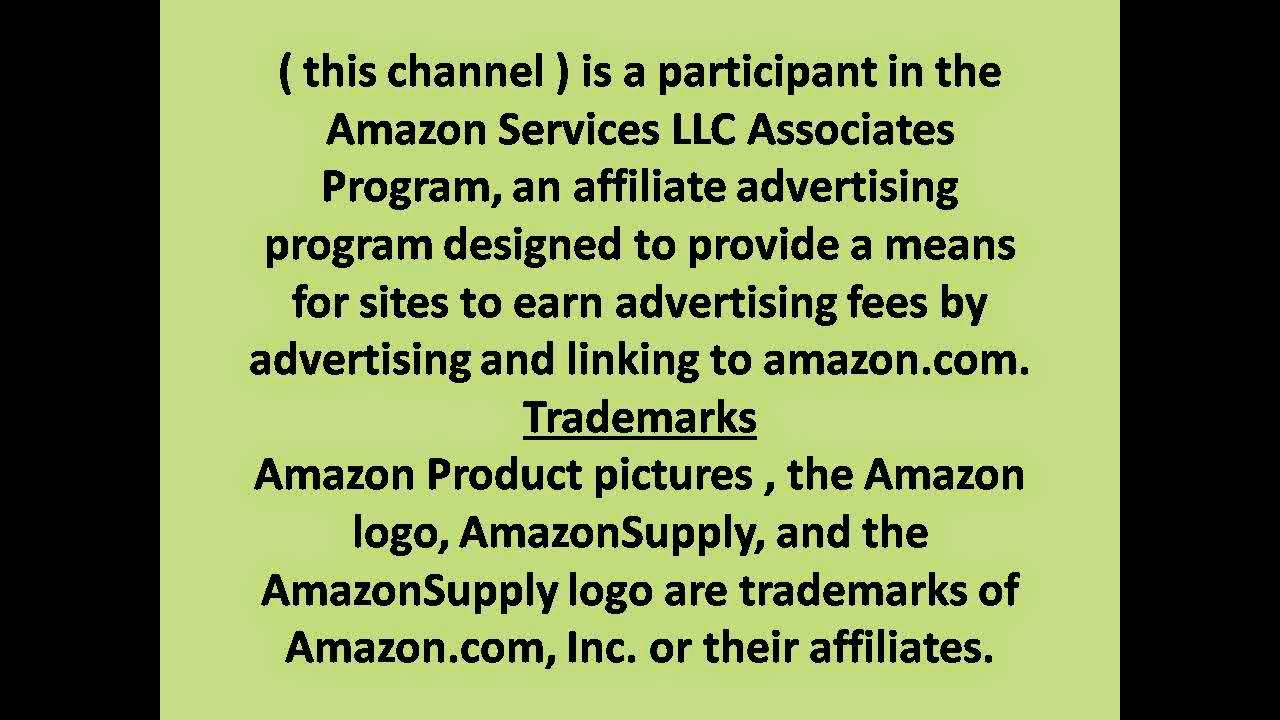 ( this channel ) is a participant in the
Amazon Services LLC Associates
Program, an affiliate advertising
program designed to provide a means
for sites to earn advertising fees by
advertising and linking to amazon.com.
Trademarks
Amazon Product pictures , the Amazon
logo, AmazonSupply, and the
AmazonSupply logo are trademarks of
Amazon.com, Inc. or their affiliates.